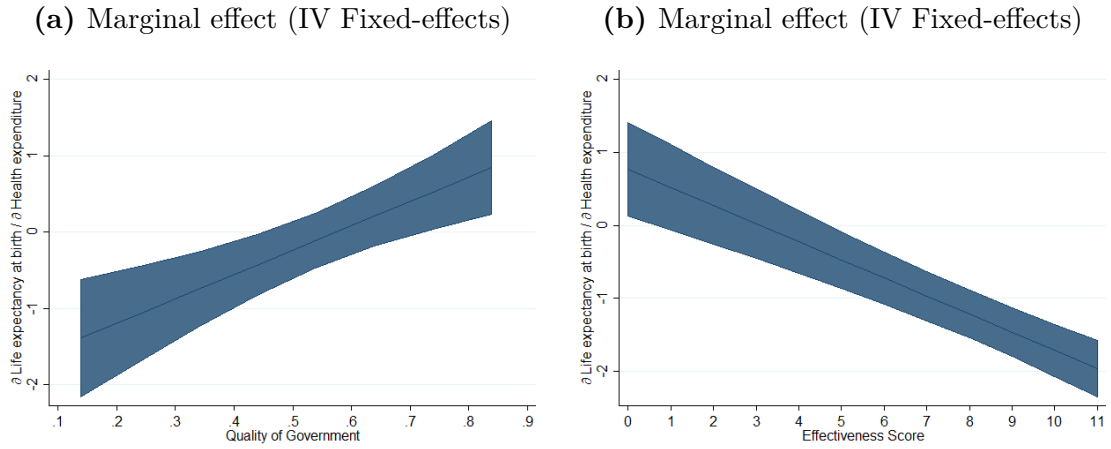 (a) Marginal effect (IV Fixed-effects)
∂ Life expectancy at birth / ∂ Health expenditure
2
1
0
-1
-2
.1 .2 .3 .4 .5 .6 .7 .8 .9
Quality of Government
(b) Marginal effect (IV Fixed-effects)
∂ Life expectancy at birth / ∂ Health expenditure
2
1
0
-1
-2
0 1 2 3 4 5 6 7 8 9 10 11
Effectiveness Score